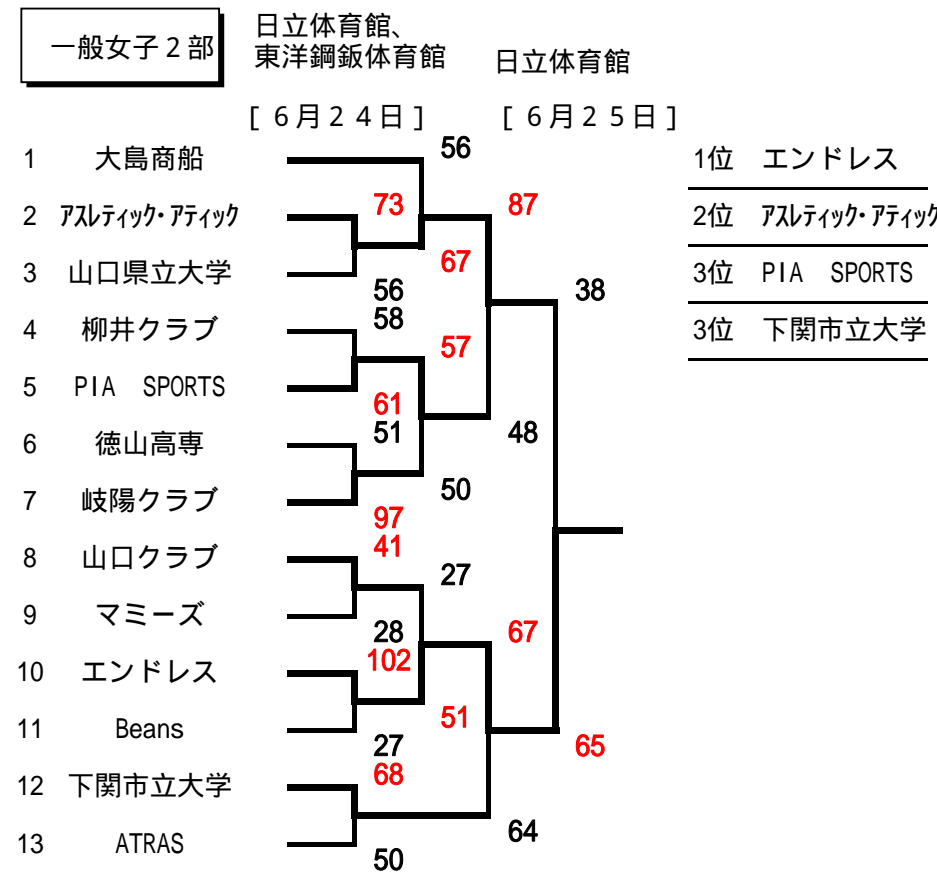 一般女子２部
日立体育館、
東洋鋼鈑体育館
日立体育館
[ ６月２４日 ]
[ ６月２５日 ]
56
1 大島商船
1位 エンドレス
73
87
2 ｱｽﾚﾃｨｯｸ･ｱﾃｨｯｸ
2位 ｱｽﾚﾃｨｯｸ･ｱﾃｨｯｸ
67
3 山口県立大学
3位 PIA SPORTS
56
38
58
4 柳井クラブ
3位 下関市立大学
57
5 PIA SPORTS
61
51
48
6 徳山高専
50
7 岐陽クラブ
97
41
8 山口クラブ
27
9 マミーズ
28
67
102
10 エンドレス
51
11 Beans
27
65
68
12 下関市立大学
64
13 ATRAS
50